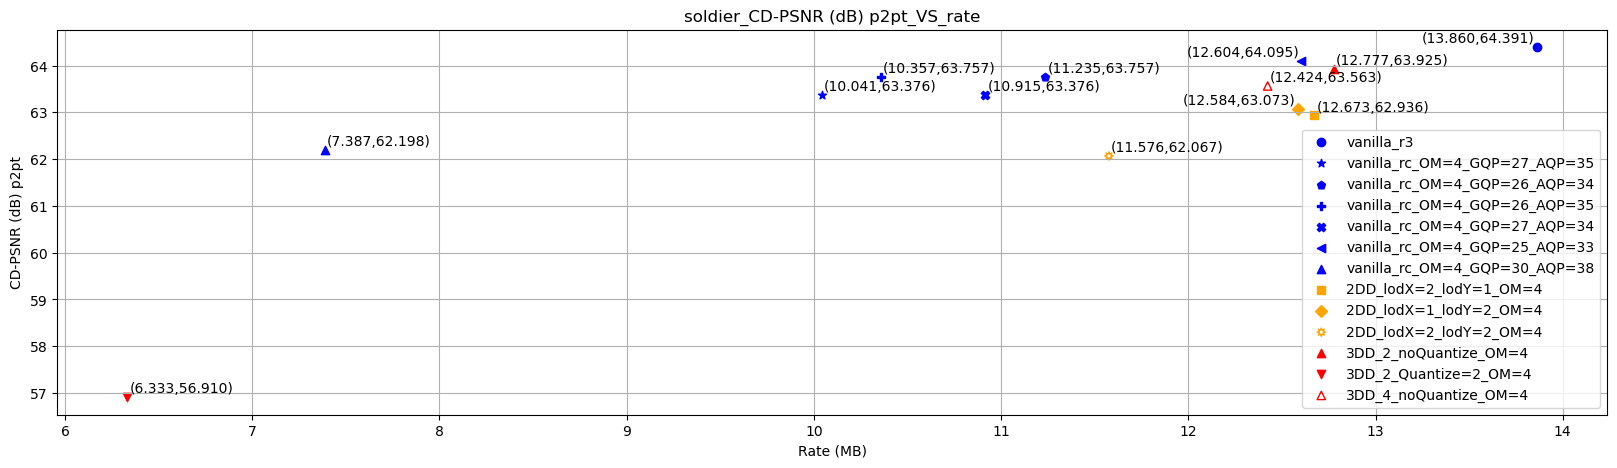 soldier_CD-PSNR (dB) p2pt_VS_rate
(13.860,64.391)
(12.604,64.095)
(12.777,63.925)
(10.357,63.757)
(11.235,63.757)
(12.424,63.563)
(10.041,63.376)
(10.915,63.376)
(12.584,63.073)
(12.673,62.936)
(7.387,62.198)
(11.576,62.067)
(6.333,56.910)
CD-PSNR (dB) p2pt
64
63
62
61
60
59
58
57
vanilla_r3
vanilla_rc_OM=4_GQP=27_AQP=35
vanilla_rc_OM=4_GQP=26_AQP=34
vanilla_rc_OM=4_GQP=26_AQP=35
vanilla_rc_OM=4_GQP=27_AQP=34
vanilla_rc_OM=4_GQP=25_AQP=33
vanilla_rc_OM=4_GQP=30_AQP=38
2DD_lodX=2_lodY=1_OM=4
2DD_lodX=1_lodY=2_OM=4
2DD_lodX=2_lodY=2_OM=4
3DD_2_noQuantize_OM=4
3DD_2_Quantize=2_OM=4
3DD_4_noQuantize_OM=4
6 7 8 9 10 11 12 13 14
Rate (MB)